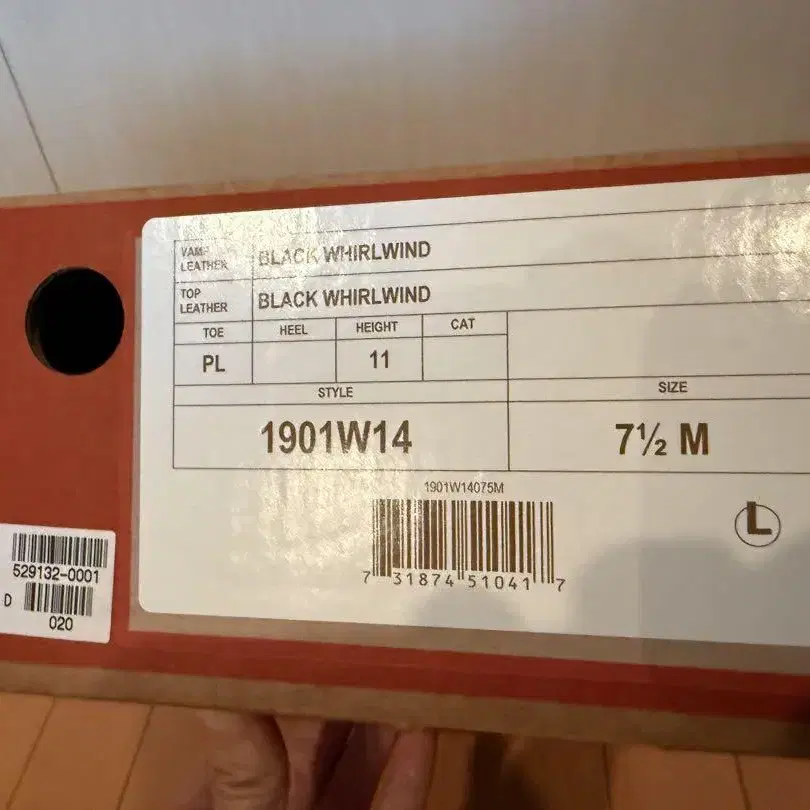 VAMP
LEATHER
BLACK WHIRLWIND
TOP
LEATHER
BLACK WHIRLWIND
TOE HEEL HEIGHT CAT
PL 11
STYLE SIZE
1901W14 7½ M
1901W14075M
7 31874 51041 7
L
529132-0001
D
020